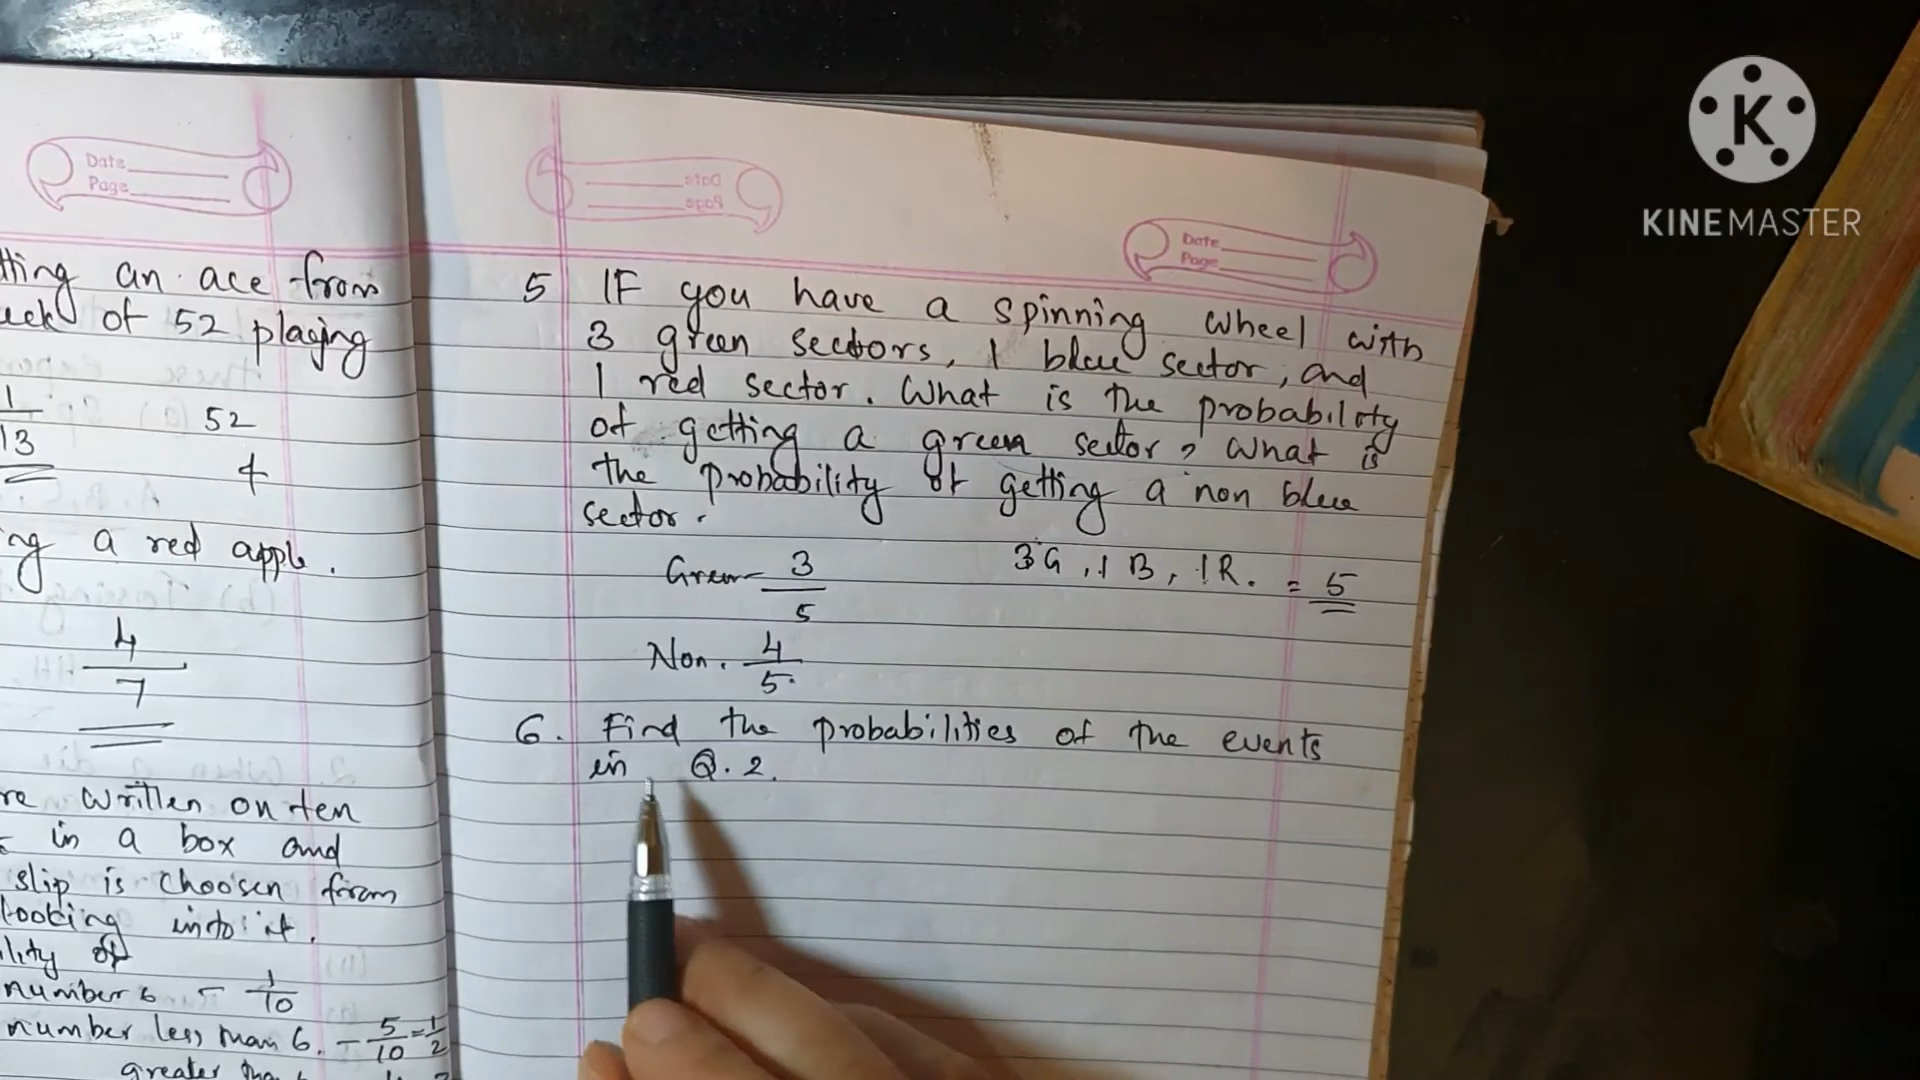 Date
Page
an ace from
of 52 playing
1
13
52
4
a red apple.
4
7
written on ten
in a box and
slip is choosen from
looking into it.
of
number 6 - 1/10
number less than 6. - 5/10 = 1/2
greater than
Date
Page
Date
Page
5 IF you have a spinning wheel with
3 green sectors, 1 blue sector, and
1 red sector. What is the probability
of getting a green sector, what is
the probability of getting a non blue
sector.
Green - 3/5
3G, 1B, 1R. = 5
Non. 4/5.
6. Find the probabilities of the events
in Q.2.
K
KINEMASTER